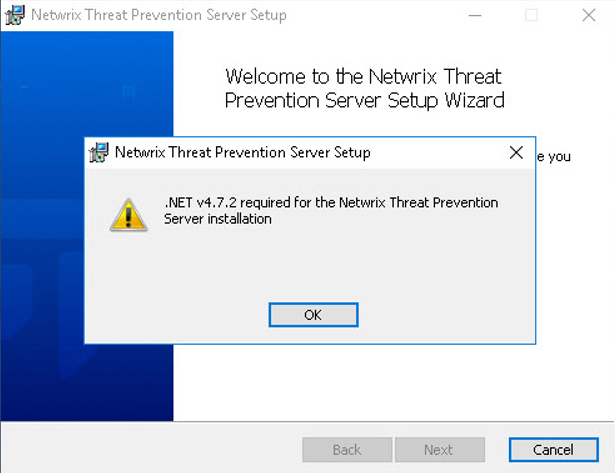 Netwrix Threat Prevention Server Setup
Welcome to the Netwrix Threat
Prevention Server Setup Wizard
e you
Netwrix Threat Prevention Server Setup
.NET v4.7.2 required for the Netwrix Threat Prevention
Server installation
OK
Back
Next
Cancel